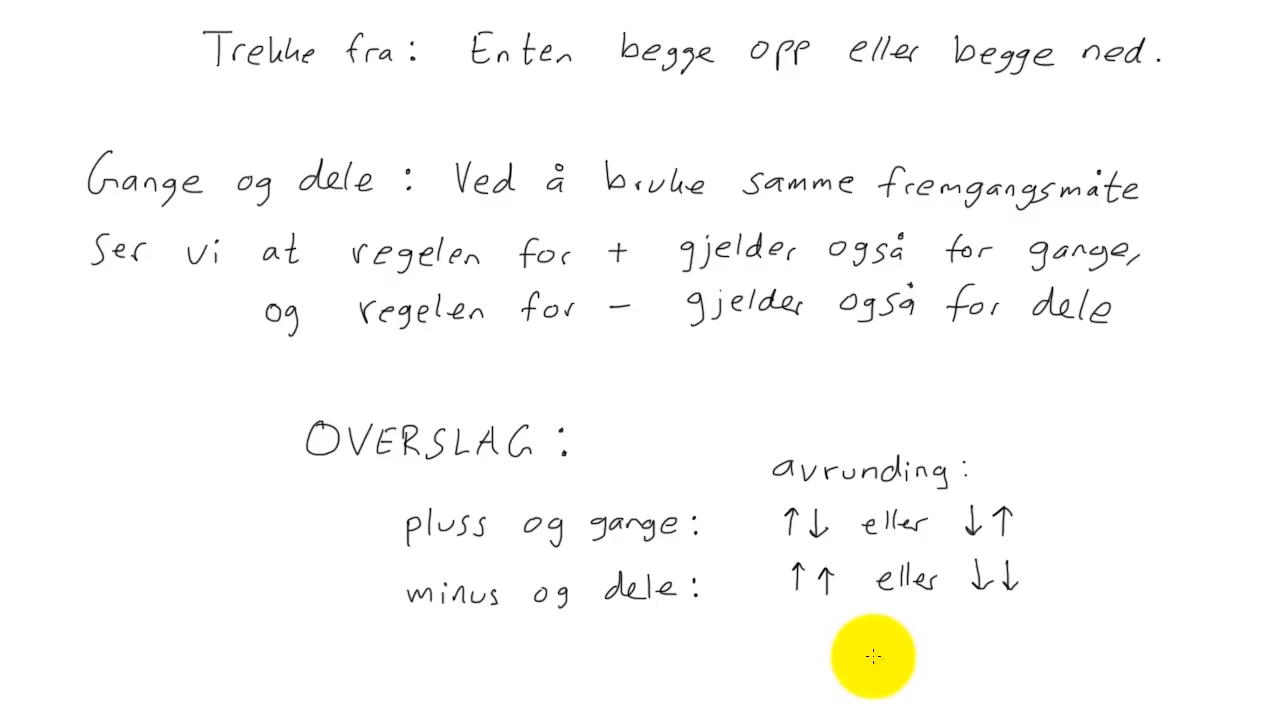 Trekke fra: Enten begge opp eller begge ned.
Gange og dele: Ved å bruke samme fremgangsmåte
ser vi at regelen for + gjelder også for gange,
og regelen for - gjelder også for dele
OVERSLAG:
avrunding:
pluss og gange: ↑↓ eller ↓↑
minus og dele: ↑↑ eller ↓↓